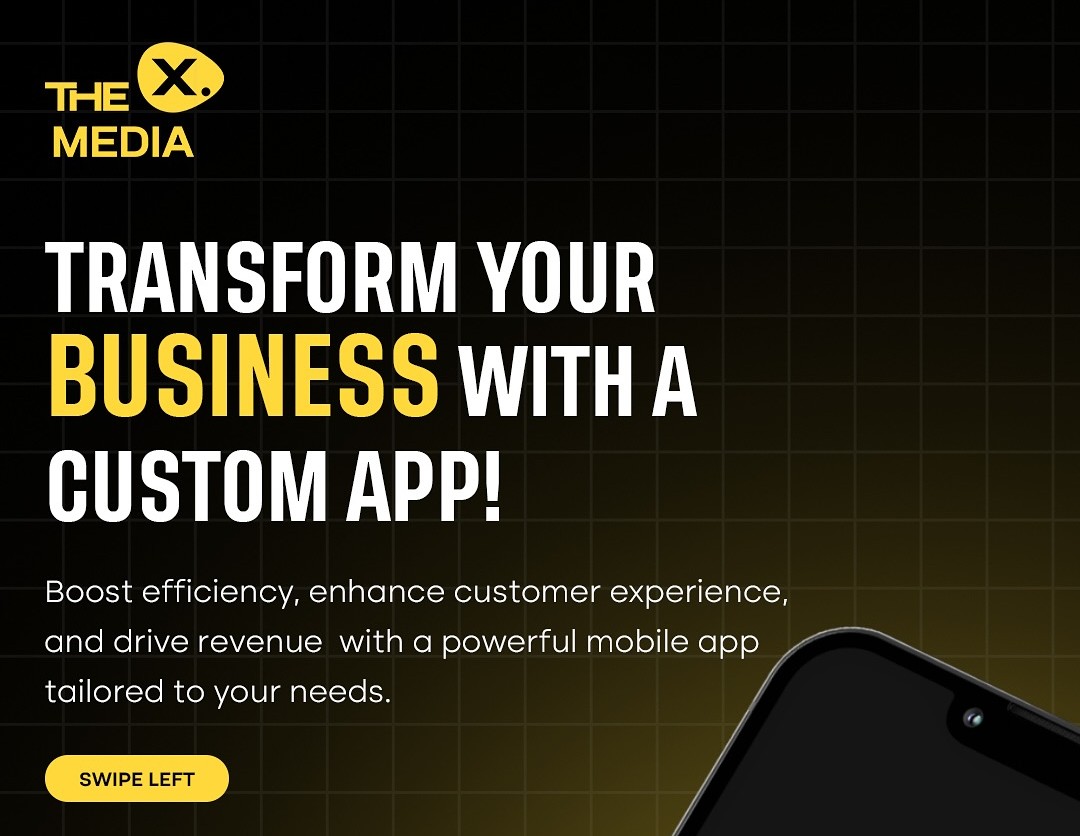 THE X.
MEDIA
TRANSFORM YOUR
BUSINESS WITH A
CUSTOM APP!
Boost efficiency, enhance customer experience,
and drive revenue  with a powerful mobile app
tailored to your needs.
SWIPE LEFT